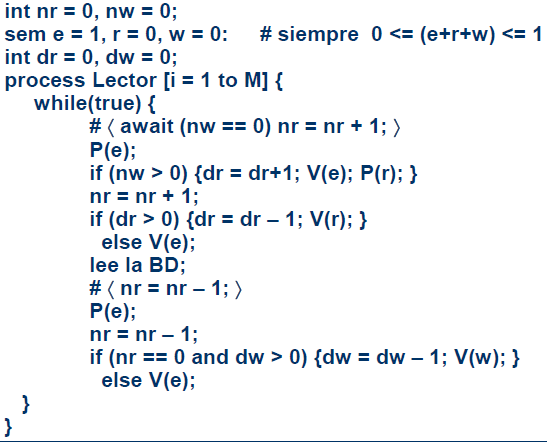 int nr = 0, nw = 0;
sem e = 1, r = 0, w = 0:     # siempre  0 <= (e+r+w) <= 1
int dr = 0, dw = 0;
process Lector [i = 1 to M] {
    while(true) {
        # 〈 await (nw == 0) nr = nr + 1; 〉
        P(e);
        if (nw > 0) {dr = dr+1; V(e); P(r); }
        nr = nr + 1;
        if (dr > 0) {dr = dr – 1; V(r); }
          else V(e);
        lee la BD;
        # 〈 nr = nr – 1; 〉
        P(e);
        nr = nr – 1;
        if (nr == 0 and dw > 0) {dw = dw – 1; V(w); }
          else V(e);
    }
}